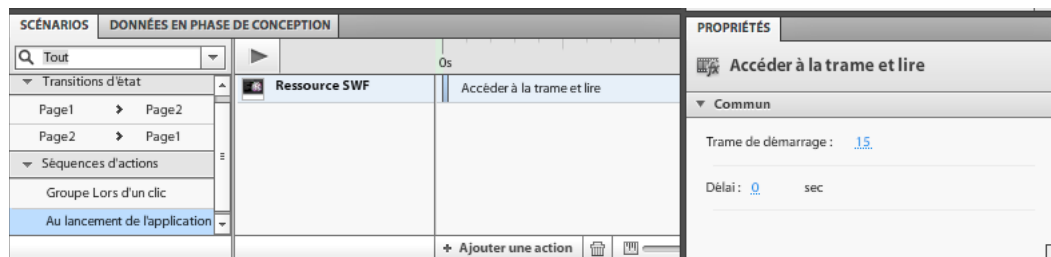 SCÉNARIOS DONNÉES EN PHASE DE CONCEPTION
Tout
Transitions d'état
Page1 Page2
Page2 Page1
Séquences d'actions
Groupe Lors d'un clic
Au lancement de l'application
0s
Ressource SWF
Accéder à la trame et lire
+ Ajouter une action
PROPRIÉTÉS
Accéder à la trame et lire
Commun
Trame de démarrage : 15
Délai : 0 sec